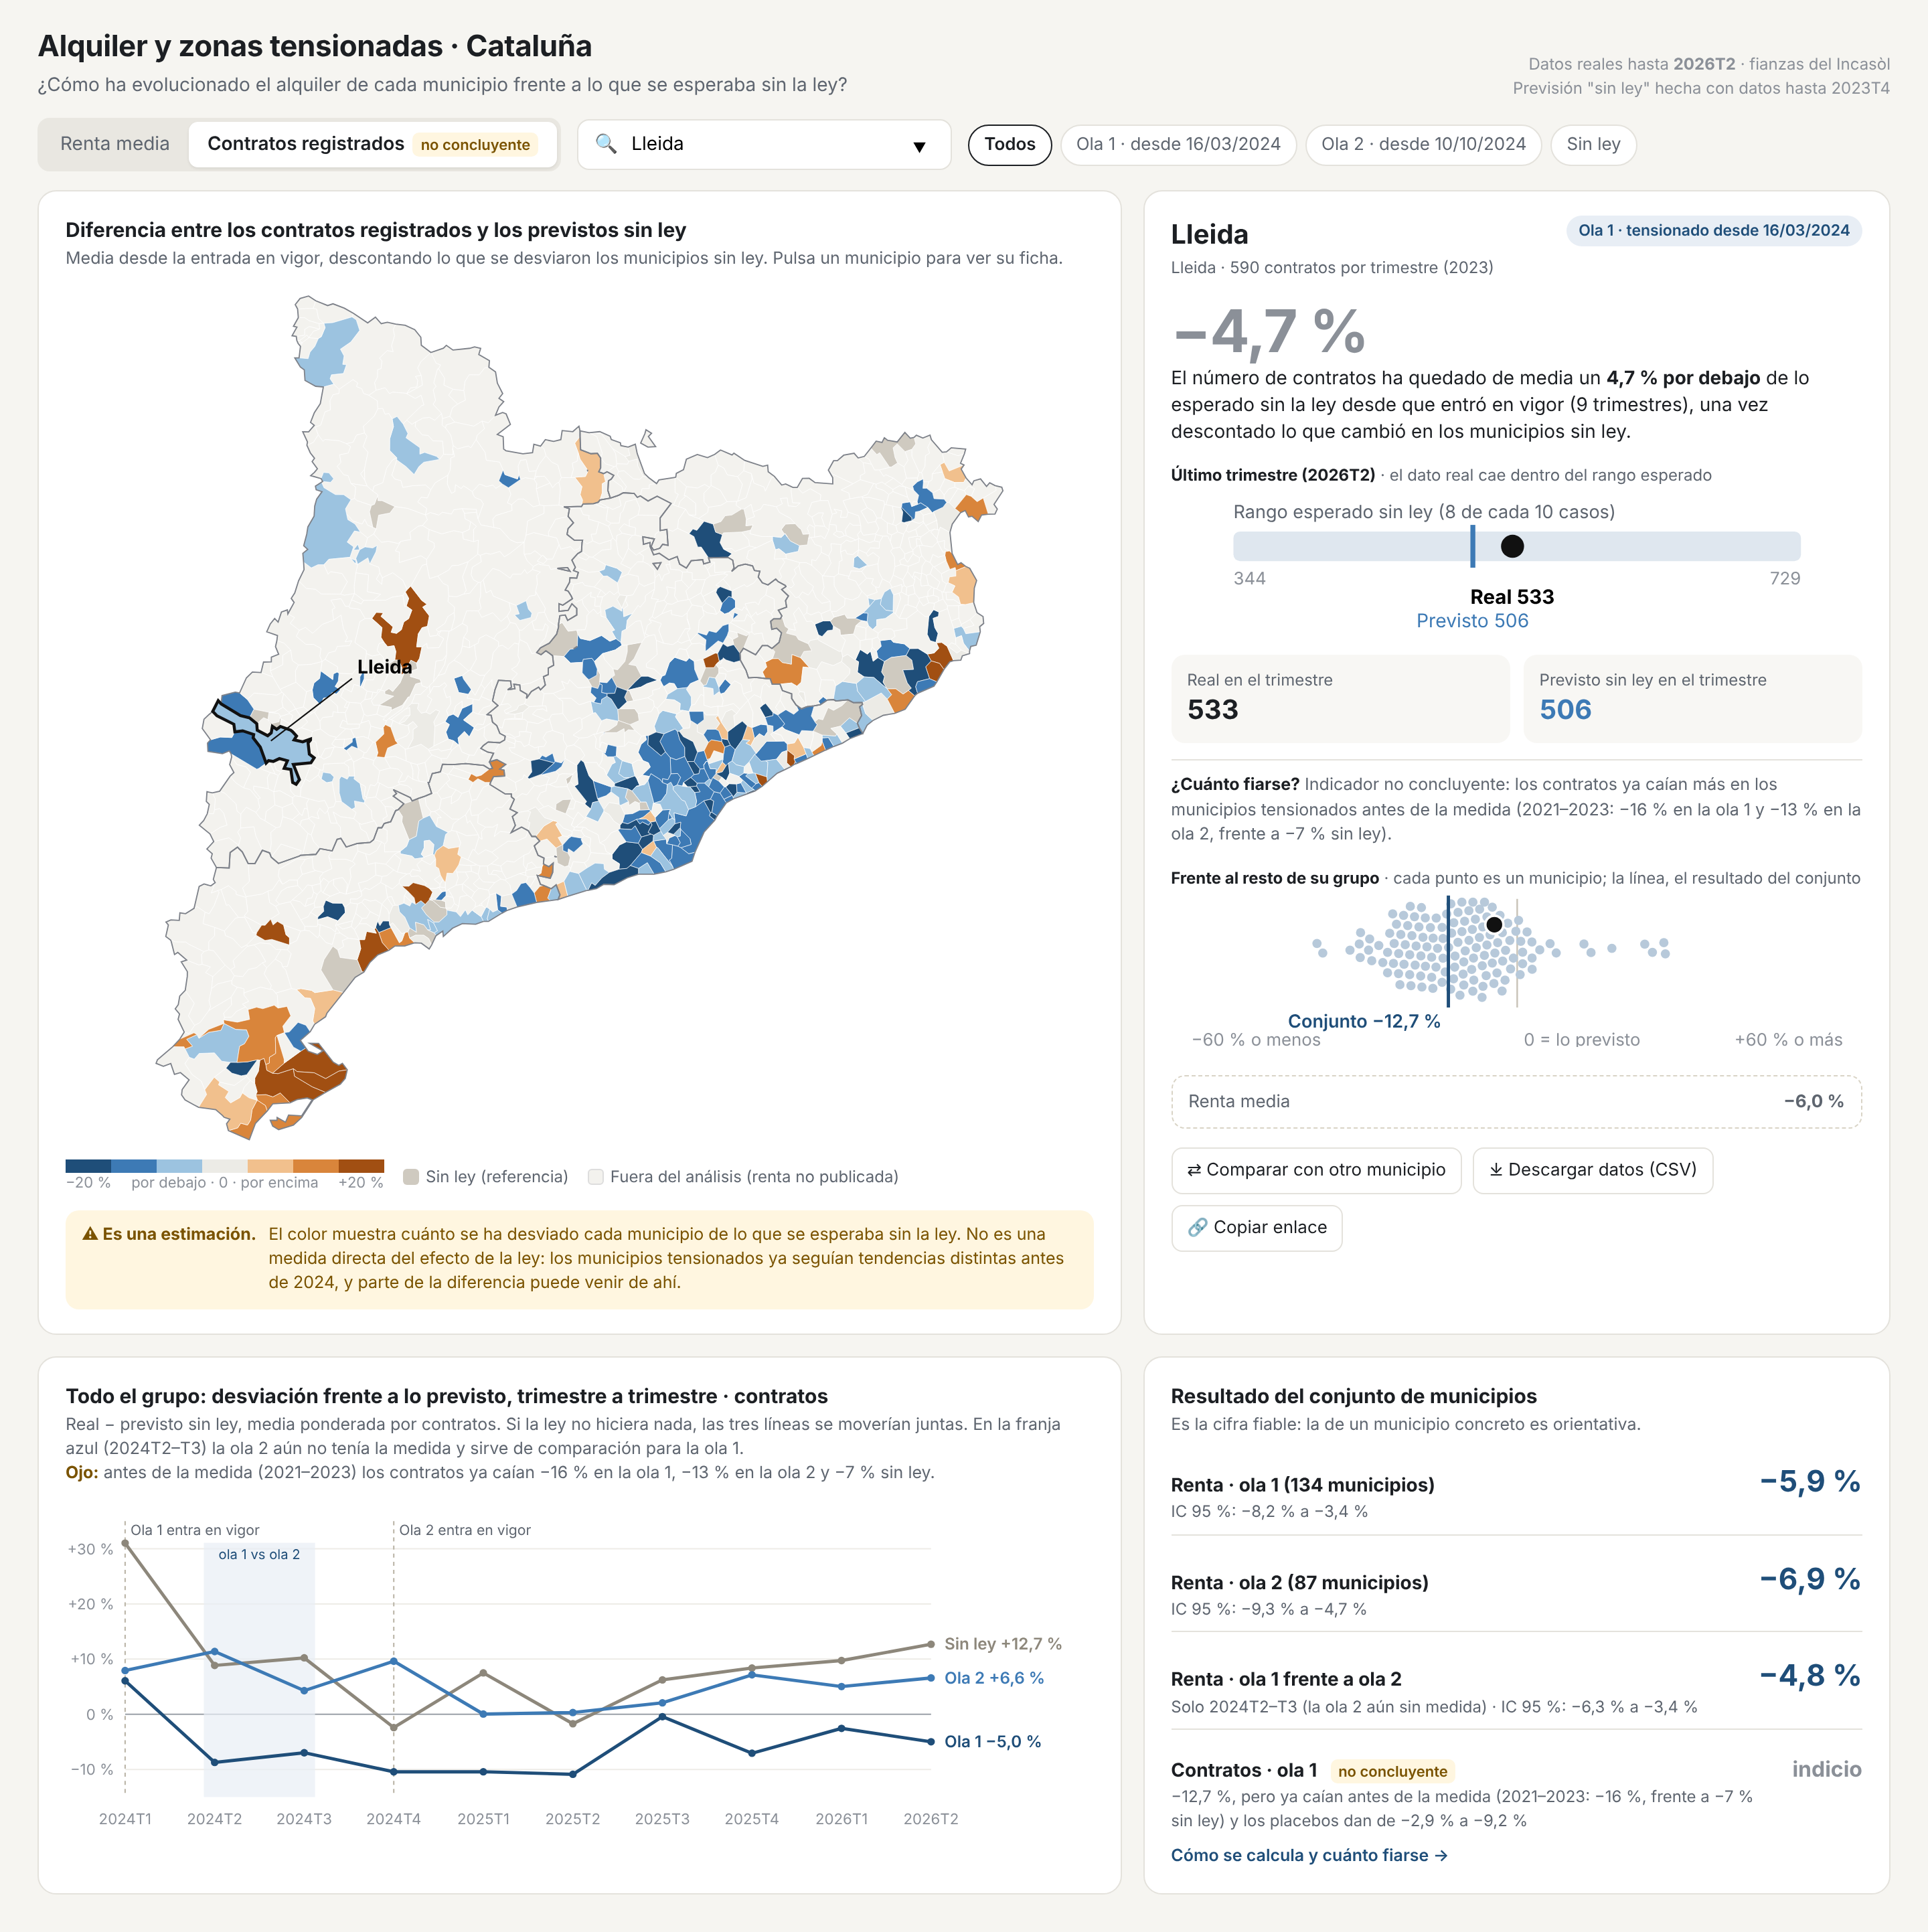 Alquiler y zonas tensionadas · Cataluña
¿Cómo ha evolucionado el alquiler de cada municipio frente a lo que se esperaba sin la ley?
Datos reales hasta 2026T2 · fianzas del Incasòl
Previsión "sin ley" hecha con datos hasta 2023T4
Renta media
Contratos registrados no concluyente
Lleida
Todos
Ola 1 · desde 16/03/2024
Ola 2 · desde 10/10/2024
Sin ley
Diferencia entre los contratos registrados y los previstos sin ley
Media desde la entrada en vigor, descontando lo que se desviaron los municipios sin ley. Pulsa un municipio para ver su ficha.
Lleida
−20 % por debajo · 0 · por encima +20 %
Sin ley (referencia)
Fuera del análisis (renta no publicada)
⚠ Es una estimación. El color muestra cuánto se ha desviado cada municipio de lo que se esperaba sin la ley. No es una
medida directa del efecto de la ley: los municipios tensionados ya seguían tendencias distintas antes
de 2024, y parte de la diferencia puede venir de ahí.
Lleida
Ola 1 · tensionado desde 16/03/2024
Lleida · 590 contratos por trimestre (2023)
−4,7 %
El número de contratos ha quedado de media un 4,7 % por debajo de lo
esperado sin la ley desde que entró en vigor (9 trimestres), una vez
descontado lo que cambió en los municipios sin ley.
Último trimestre (2026T2) · el dato real cae dentro del rango esperado
Rango esperado sin ley (8 de cada 10 casos)
344
729
Real 533
Previsto 506
Real en el trimestre
533
Previsto sin ley en el trimestre
506
¿Cuánto fiarse? Indicador no concluyente: los contratos ya caían más en los
municipios tensionados antes de la medida (2021–2023: −16 % en la ola 1 y −13 % en la
ola 2, frente a −7 % sin ley).
Frente al resto de su grupo · cada punto es un municipio; la línea, el resultado del conjunto
Conjunto −12,7 %
−60 % o menos
0 = lo previsto
+60 % o más
Renta media
−6,0 %
⇄ Comparar con otro municipio
Descargar datos (CSV)
Copiar enlace
Todo el grupo: desviación frente a lo previsto, trimestre a trimestre · contratos
Real − previsto sin ley, media ponderada por contratos. Si la ley no hiciera nada, las tres líneas se moverían juntas. En la franja
azul (2024T2–T3) la ola 2 aún no tenía la medida y sirve de comparación para la ola 1.
Ojo: antes de la medida (2021–2023) los contratos ya caían −16 % en la ola 1, −13 % en la ola 2 y −7 % sin ley.
Ola 1 entra en vigor
Ola 2 entra en vigor
ola 1 vs ola 2
+30 %
+20 %
+10 %
0 %
−10 %
Sin ley +12,7 %
Ola 2 +6,6 %
Ola 1 −5,0 %
2024T1
2024T2
2024T3
2024T4
2025T1
2025T2
2025T3
2025T4
2026T1
2026T2
Resultado del conjunto de municipios
Es la cifra fiable: la de un municipio concreto es orientativa.
Renta · ola 1 (134 municipios)
−5,9 %
IC 95 %: −8,2 % a −3,4 %
Renta · ola 2 (87 municipios)
−6,9 %
IC 95 %: −9,3 % a −4,7 %
Renta · ola 1 frente a ola 2
−4,8 %
Solo 2024T2–T3 (la ola 2 aún sin medida) · IC 95 %: −6,3 % a −3,4 %
Contratos · ola 1 no concluyente
indicio
−12,7 %, pero ya caían antes de la medida (2021–2023: −16 %, frente a −7 %
sin ley) y los placebos dan de −2,9 % a −9,2 %
Cómo se calcula y cuánto fiarse →